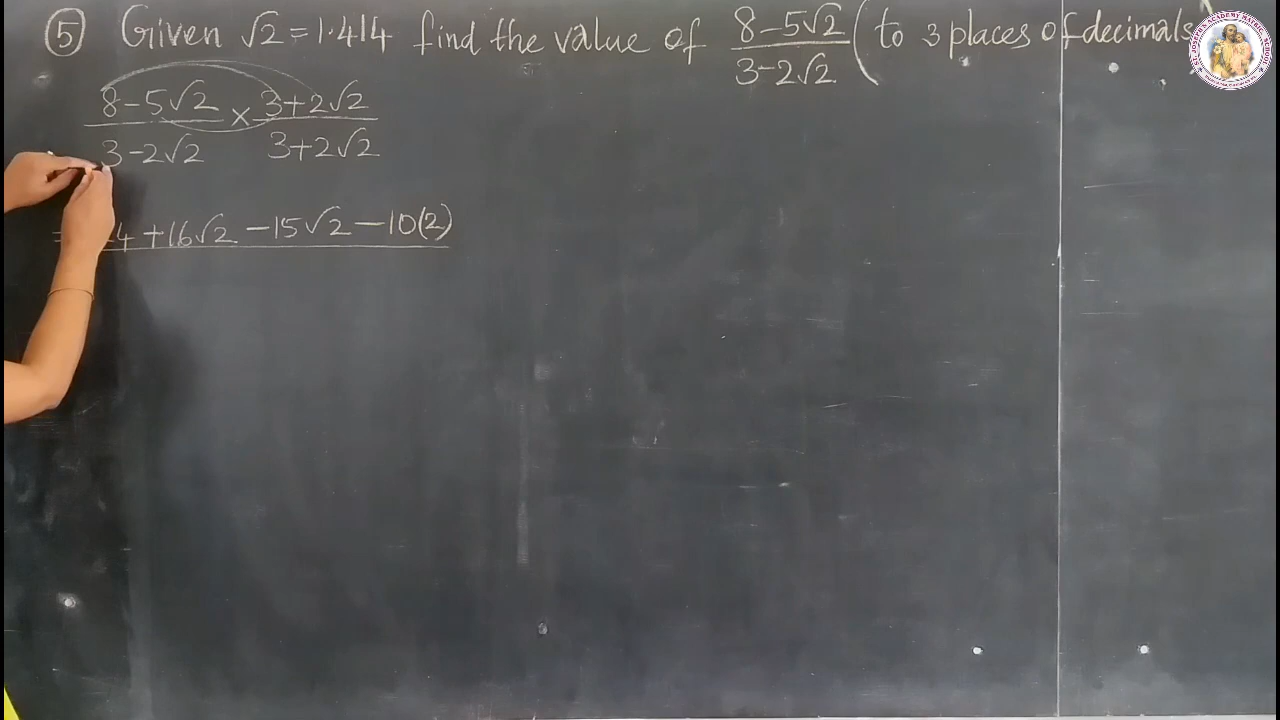 ⑤ Given √2 = 1.414 find the value of (8-5√2)/(3-2√2) (to 3 places of decimals)
(8-5√2)/(3-2√2) × (3+2√2)/(3+2√2)
= 24 +16√2 -15√2 -10(2)